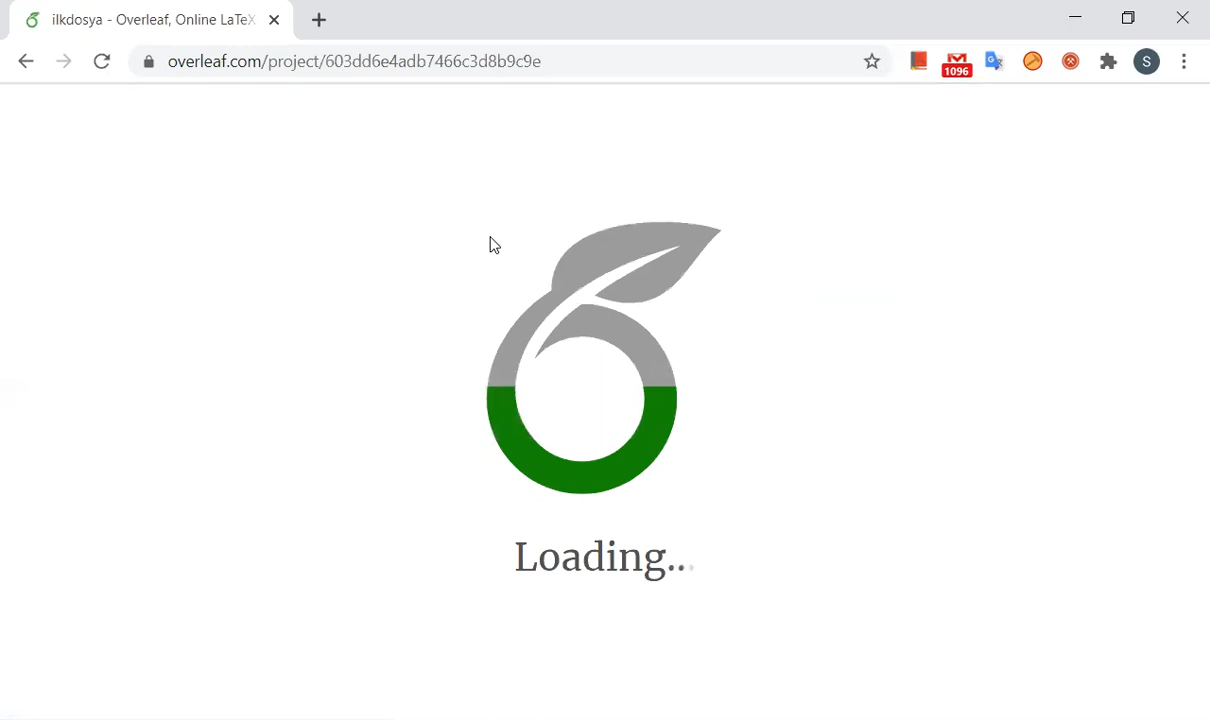 ilkdosya - Overleaf, Online LaTeX
overleaf.com/project/603dd6e4adb7466c3d8b9c9e
1096
S
Loading...